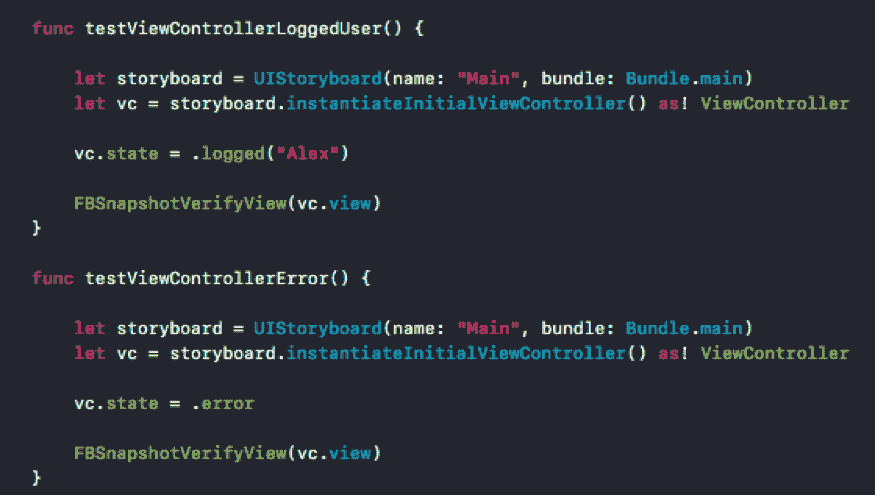 func testViewControllerLoggedUser() {
let storyboard = UIStoryboard(name: "Main", bundle: Bundle.main)
let vc = storyboard.instantiateInitialViewController() as! ViewController
vc.state = .logged("Alex")
FBSnapshotVerifyView(vc.view)
}
func testViewControllerError() {
let storyboard = UIStoryboard(name: "Main", bundle: Bundle.main)
let vc = storyboard.instantiateInitialViewController() as! ViewController
vc.state = .error
FBSnapshotVerifyView(vc.view)
}